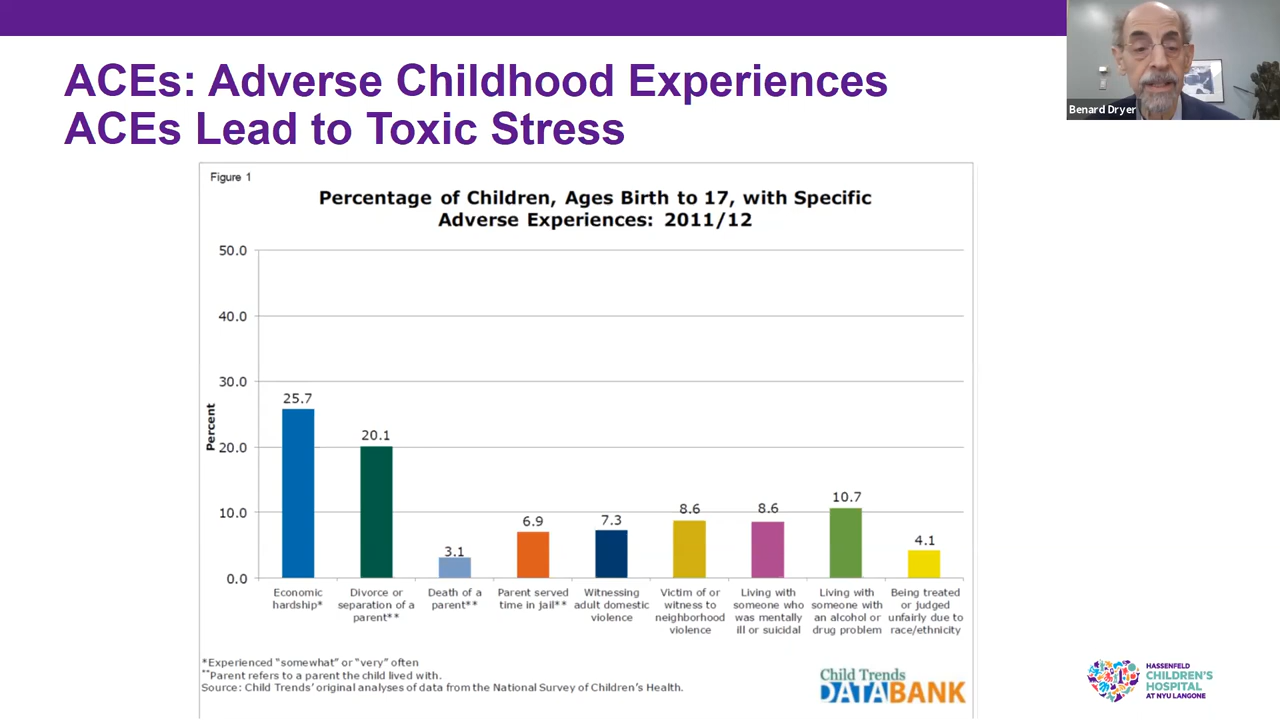 ACEs: Adverse Childhood Experiences
ACEs Lead to Toxic Stress
Benard Dryer
Figure 1
Percentage of Children, Ages Birth to 17, with Specific
Adverse Experiences: 2011/12
50.0
40.0
30.0
20.0
10.0
0.0
Percent
25.7
20.1
3.1
6.9
7.3
8.6
8.6
10.7
4.1
Economic
hardship*
Divorce or
separation of a
parent**
Death of a
parent**
Parent served
time in jail**
Witnessing
adult domestic
violence
Victim of or
witness to
neighborhood
violence
Living with
someone who
was mentally
ill or suicidal
Living with
someone with
an alcohol or
drug problem
Being treated
or judged
unfairly due to
race/ethnicity
*Experienced "somewhat" or "very" often
**Parent refers to a parent the child lived with.
Source: Child Trends' original analyses of data from the National Survey of Children's Health.
Child Trends
DATABANK
HASSENFELD
CHILDREN'S
HOSPITAL
AT NYU LANGONE